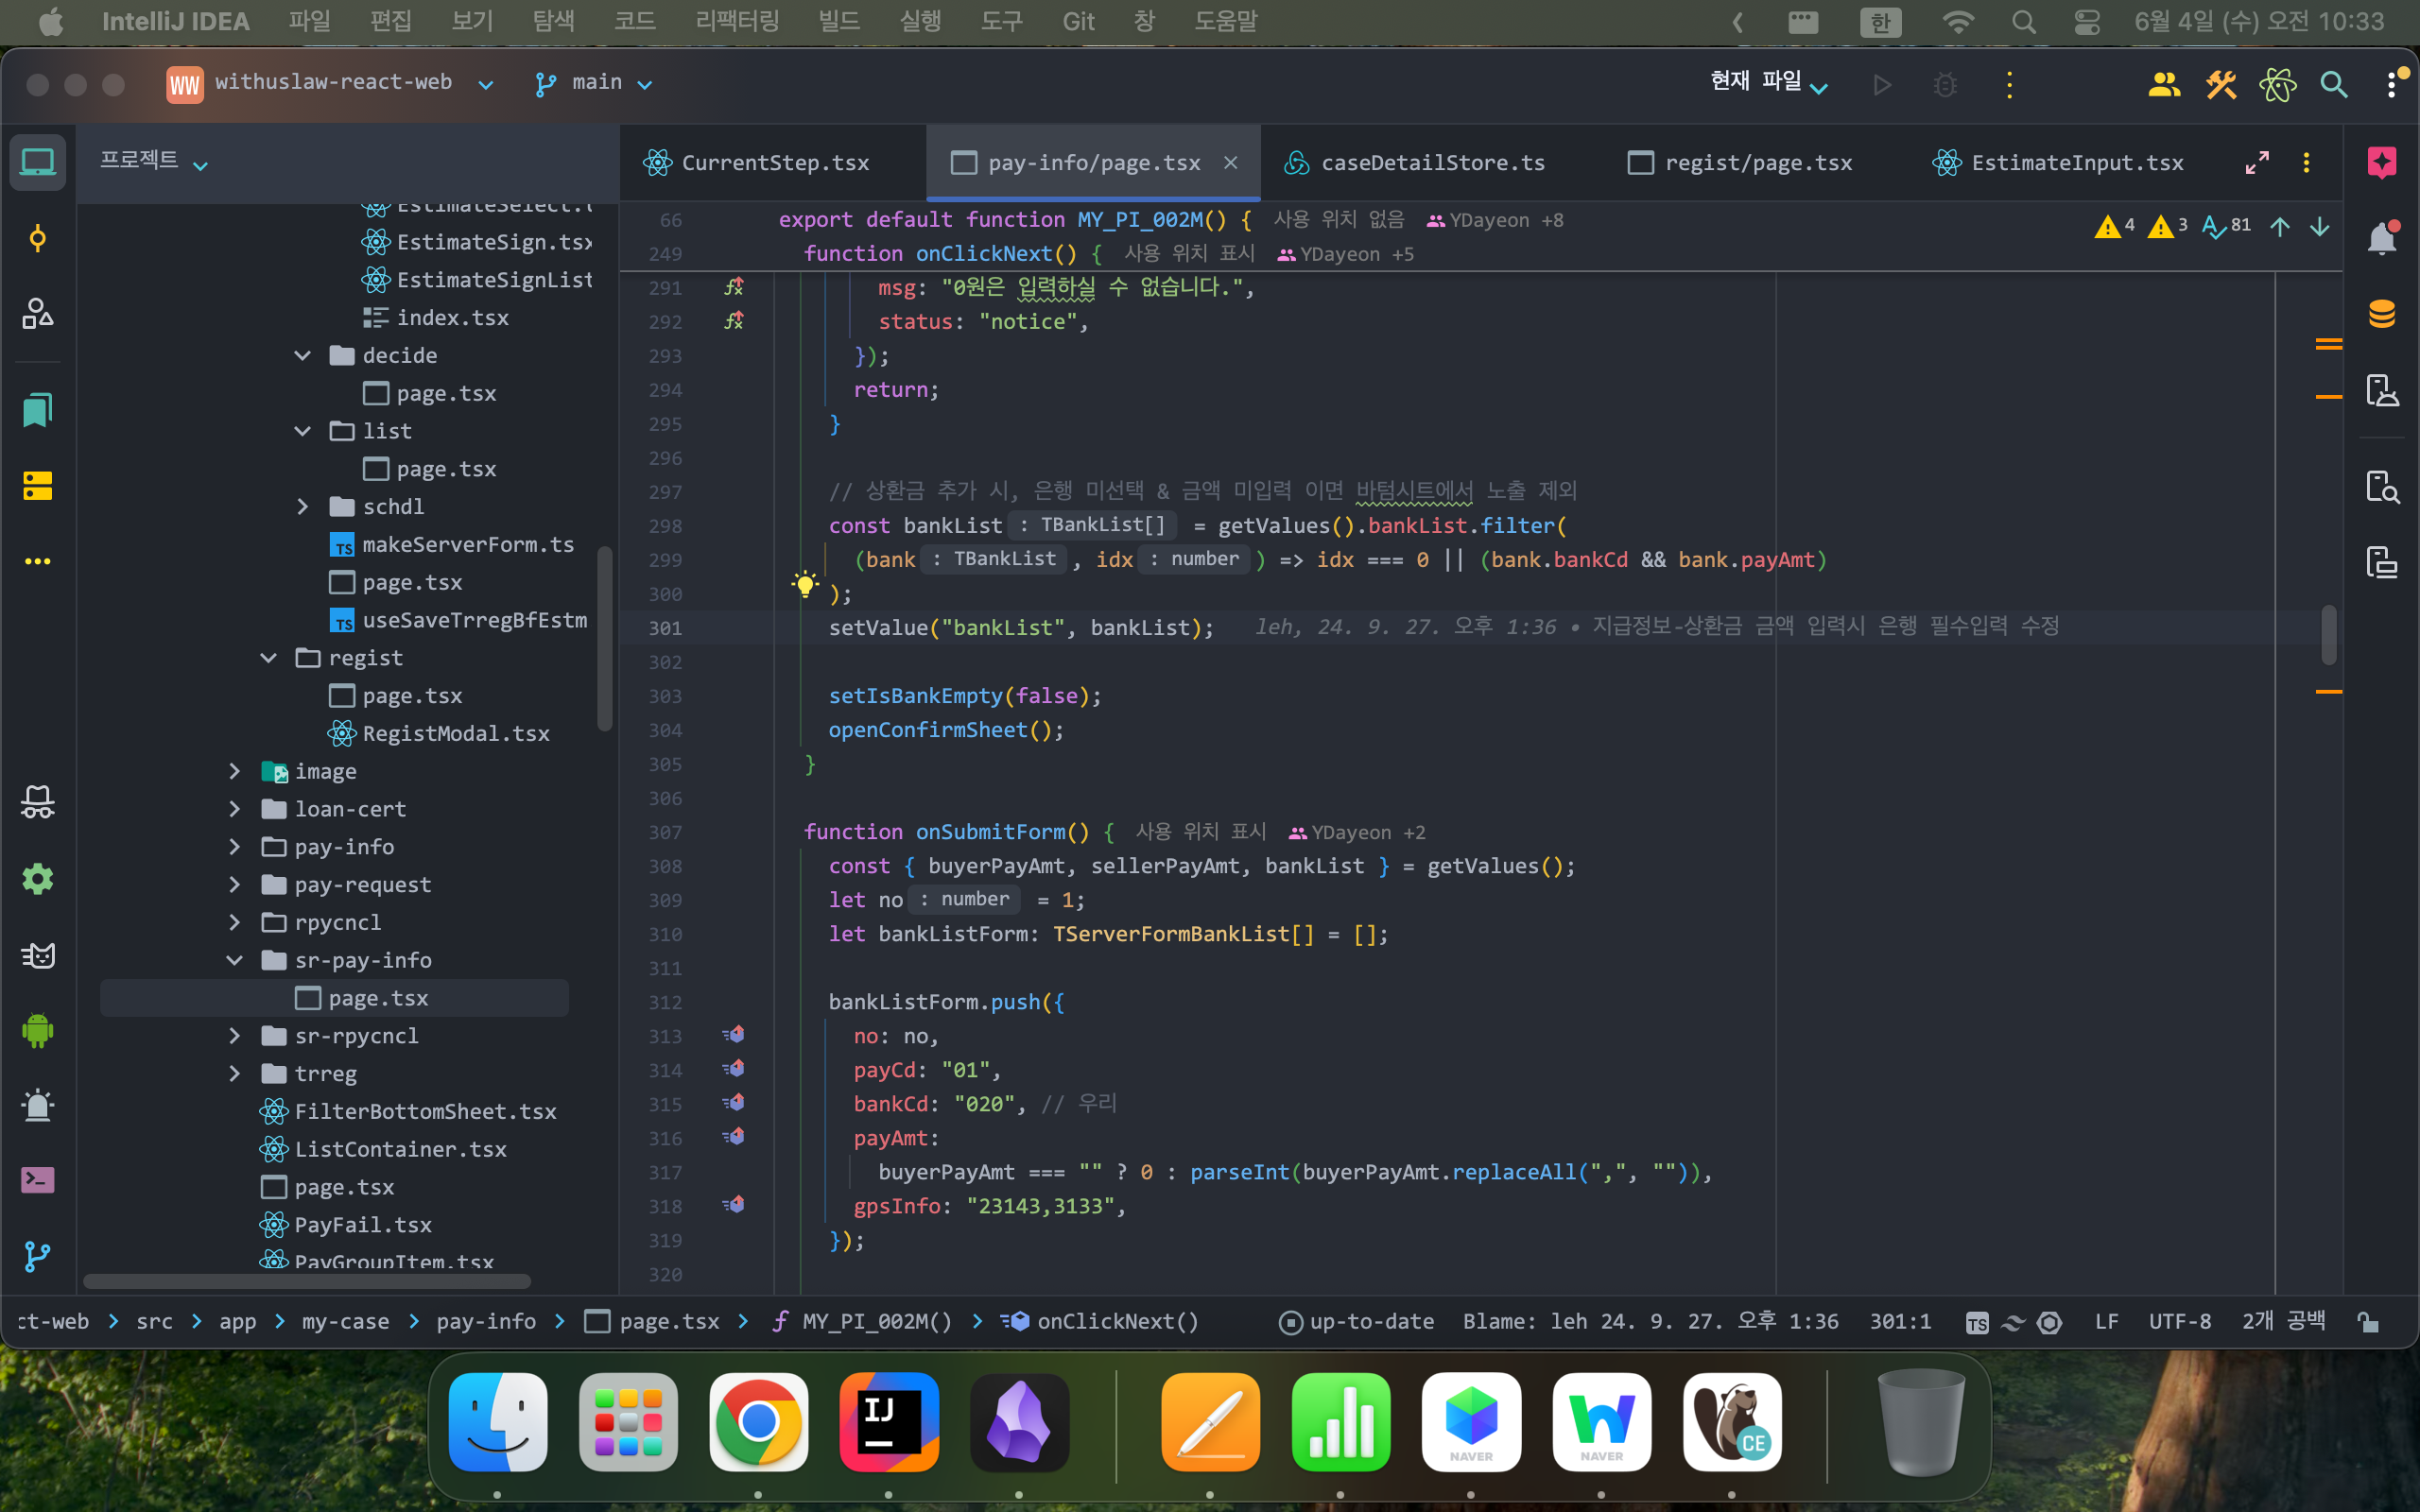 IntelliJ IDEA 파일 편집 보기 탐색 코드 리팩터링 빌드 실행 도구 Git 창 도움말 한 6월 4일 (수) 오전 10:33
WW withuslaw-react-web main 현재 파일
프로젝트
CurrentStep.tsx pay-info/page.tsx caseDetailStore.ts regist/page.tsx EstimateInput.tsx
EstimateSelect.t
EstimateSign.tsx
EstimateSignList
index.tsx
decide
page.tsx
list
page.tsx
schdl
makeServerForm.ts
page.tsx
useSaveTrregBfEstm
regist
page.tsx
RegistModal.tsx
image
loan-cert
pay-info
pay-request
rpycncl
sr-pay-info
page.tsx
sr-rpycncl
trreg
FilterBottomSheet.tsx
ListContainer.tsx
page.tsx
PayFail.tsx
PayGroupItem.tsx
4 3 81
66 export default function MY_PI_002M() { 사용 위치 없음 YDayeon +8
249 function onClickNext() { 사용 위치 표시 YDayeon +5
291 msg: "0원은 입력하실 수 없습니다.",
292 status: "notice",
293 });
294 return;
295 }
296
297 // 상환금 추가 시, 은행 미선택 & 금액 미입력 이면 바텀시트에서 노출 제외
298 const bankList : TBankList[] = getValues().bankList.filter(
299 (bank : TBankList , idx : number ) => idx === 0 || (bank.bankCd && bank.payAmt)
300 );
301 setValue("bankList", bankList); leh, 24. 9. 27. 오후 1:36 • 지급정보-상환금 금액 입력시 은행 필수입력 수정
302
303 setIsBankEmpty(false);
304 openConfirmSheet();
305 }
306
307 function onSubmitForm() { 사용 위치 표시 YDayeon +2
308 const { buyerPayAmt, sellerPayAmt, bankList } = getValues();
309 let no : number = 1;
310 let bankListForm: TServerFormBankList[] = [];
311
312 bankListForm.push({
313 no: no,
314 payCd: "01",
315 bankCd: "020", // 우리
316 payAmt:
317 buyerPayAmt === "" ? 0 : parseInt(buyerPayAmt.replaceAll(",", "")),
318 gpsInfo: "23143,3133",
319 });
320
ct-web > src > app > my-case > pay-info > page.tsx > MY_PI_002M() > onClickNext() up-to-date Blame: leh 24. 9. 27. 오후 1:36 301:1 TS LF UTF-8 2개 공백
IJ NAVER NAVER CE